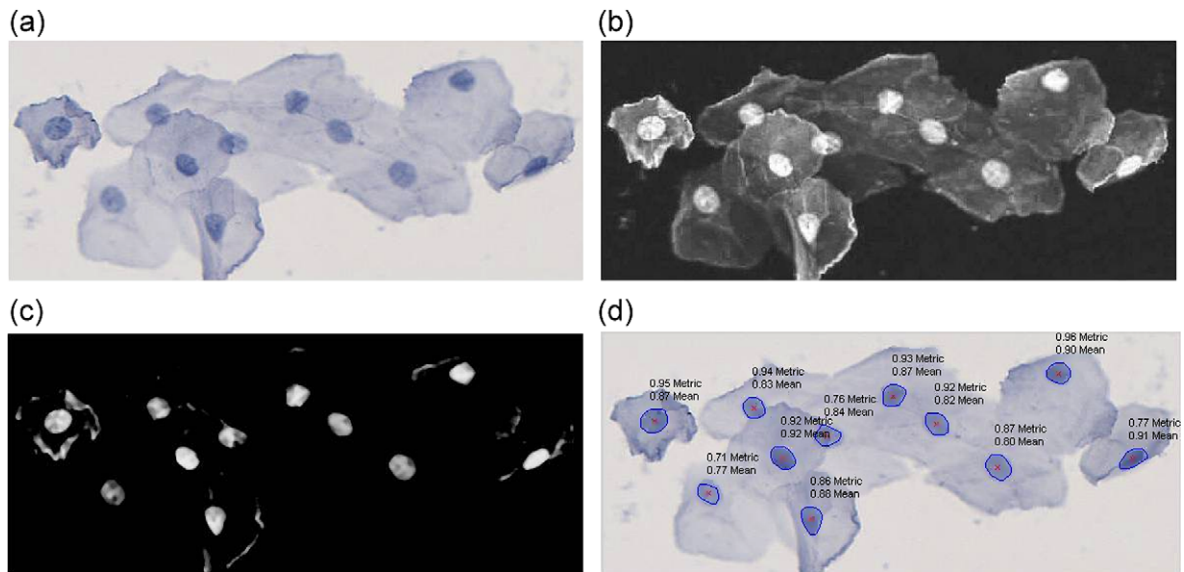 (a)
(b)
(c)
(d)
0.96 Metric
0.90 Mean
0.93 Metric
0.87 Mean
0.94 Metric
0.83 Mean
0.95 Metric
0.87 Mean
0.92 Metric
0.82 Mean
0.76 Metric
0.84 Mean
0.92 Metric
0.92 Mean
0.87 Metric
0.80 Mean
0.77 Metric
0.91 Mean
0.71 Metric
0.77 Mean
0.86 Metric
0.88 Mean